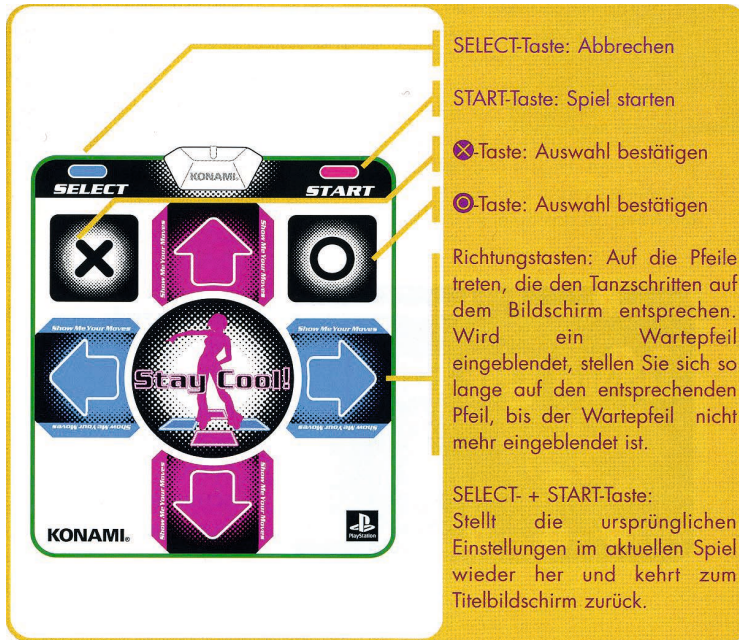 SELECT-Taste: Abbrechen
START-Taste: Spiel starten
Ⓧ-Taste: Auswahl bestätigen
◎-Taste: Auswahl bestätigen
Richtungstasten: Auf die Pfeile
treten, die den Tanzschritten auf
dem Bildschirm entsprechen.
Wird ein Wartepfeil
eingeblendet, stellen Sie sich so
lange auf den entsprechenden
Pfeil, bis der Wartepfeil nicht
mehr eingeblendet ist.
SELECT- + START-Taste:
Stellt die ursprünglichen
Einstellungen im aktuellen Spiel
wieder her und kehrt zum
Titelbildschirm zurück.
KONAMI
SELECT
START
X
O
Show Me Your Moves
Show Me Your Moves
Show Me Your Moves
Show Me Your Moves
Stay Cool!
Show Me Your Moves
Show Me Your Moves
Show Me Your Moves
Show Me Your Moves
KONAMI®
PlayStation